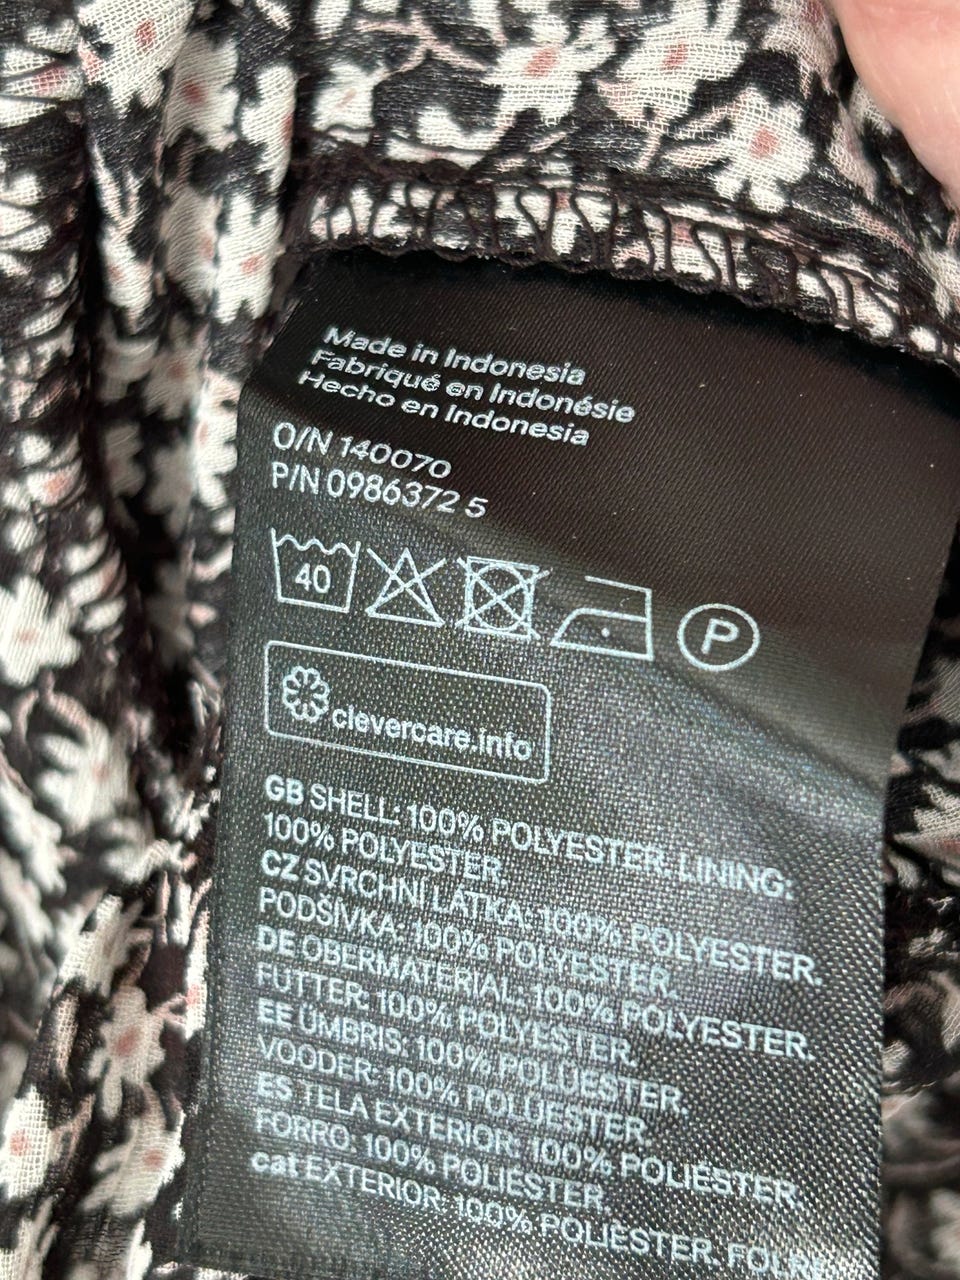 Made in Indonesia
Fabriqué en Indonésie
Hecho en Indonesia
O/N 140070
P/N 0986372 5
40
P
clevercare.info
GB SHELL: 100% POLYESTER. LINING:
100% POLYESTER.
CZ SVRCHNÍ LÁTKA: 100% POLYESTER.
PODŠÍVKA: 100% POLYESTER.
DE OBERMATERIAL: 100% POLYESTER.
FUTTER: 100% POLYESTER.
EE ÜMBRIS: 100% POLÜESTER.
VOODER: 100% POLÜESTER.
ES TELA EXTERIOR: 100% POLIÉSTER.
FORRO: 100% POLIÉSTER.
cat EXTERIOR: 100% POLIÈSTER.